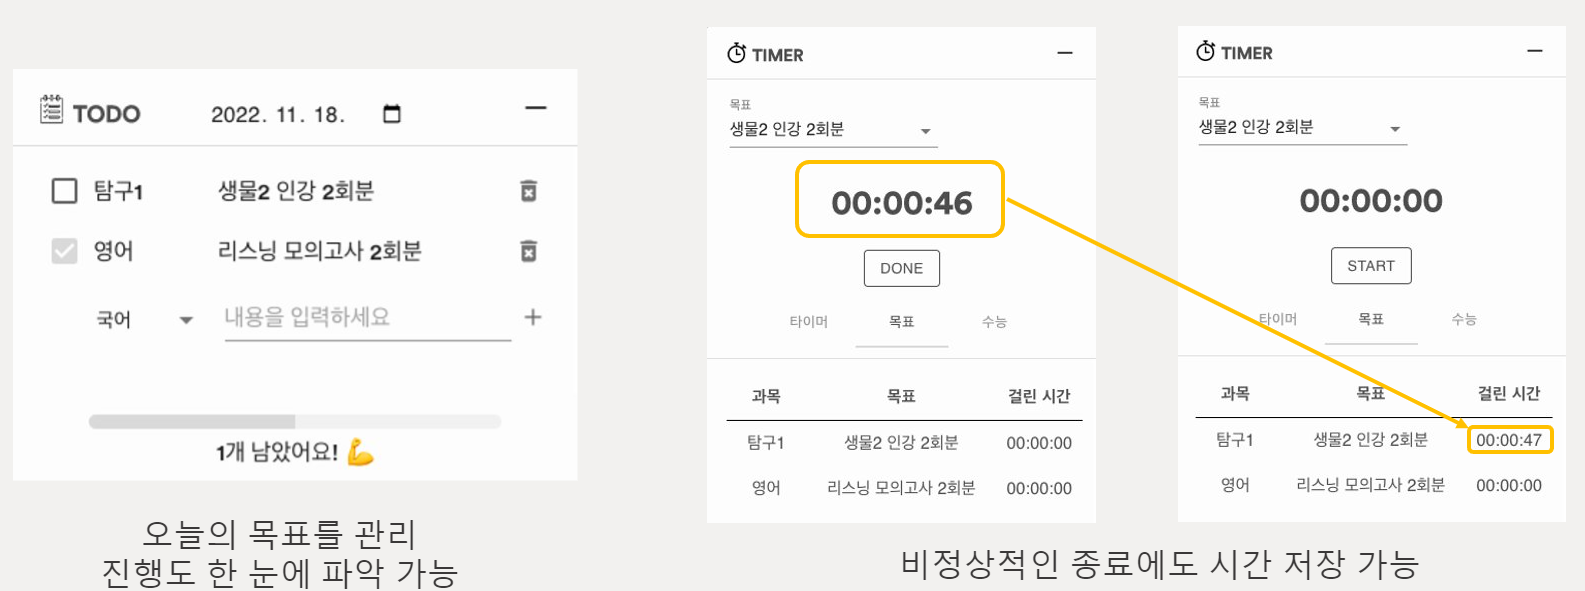 TODO 2022. 11. 18.
탐구1 생물2 인강 2회분
영어 리스닝 모의고사 2회분
국어 내용을 입력하세요
1개 남았어요! 💪
오늘의 목표를 관리
진행도 한 눈에 파악 가능
TIMER
목표
생물2 인강 2회분
00:00:46
DONE
타이머 목표 수능
과목 목표 걸린 시간
탐구1 생물2 인강 2회분 00:00:00
영어 리스닝 모의고사 2회분 00:00:00
TIMER
목표
생물2 인강 2회분
00:00:00
START
타이머 목표 수능
과목 목표 걸린 시간
탐구1 생물2 인강 2회분 00:00:47
영어 리스닝 모의고사 2회분 00:00:00
비정상적인 종료에도 시간 저장 가능